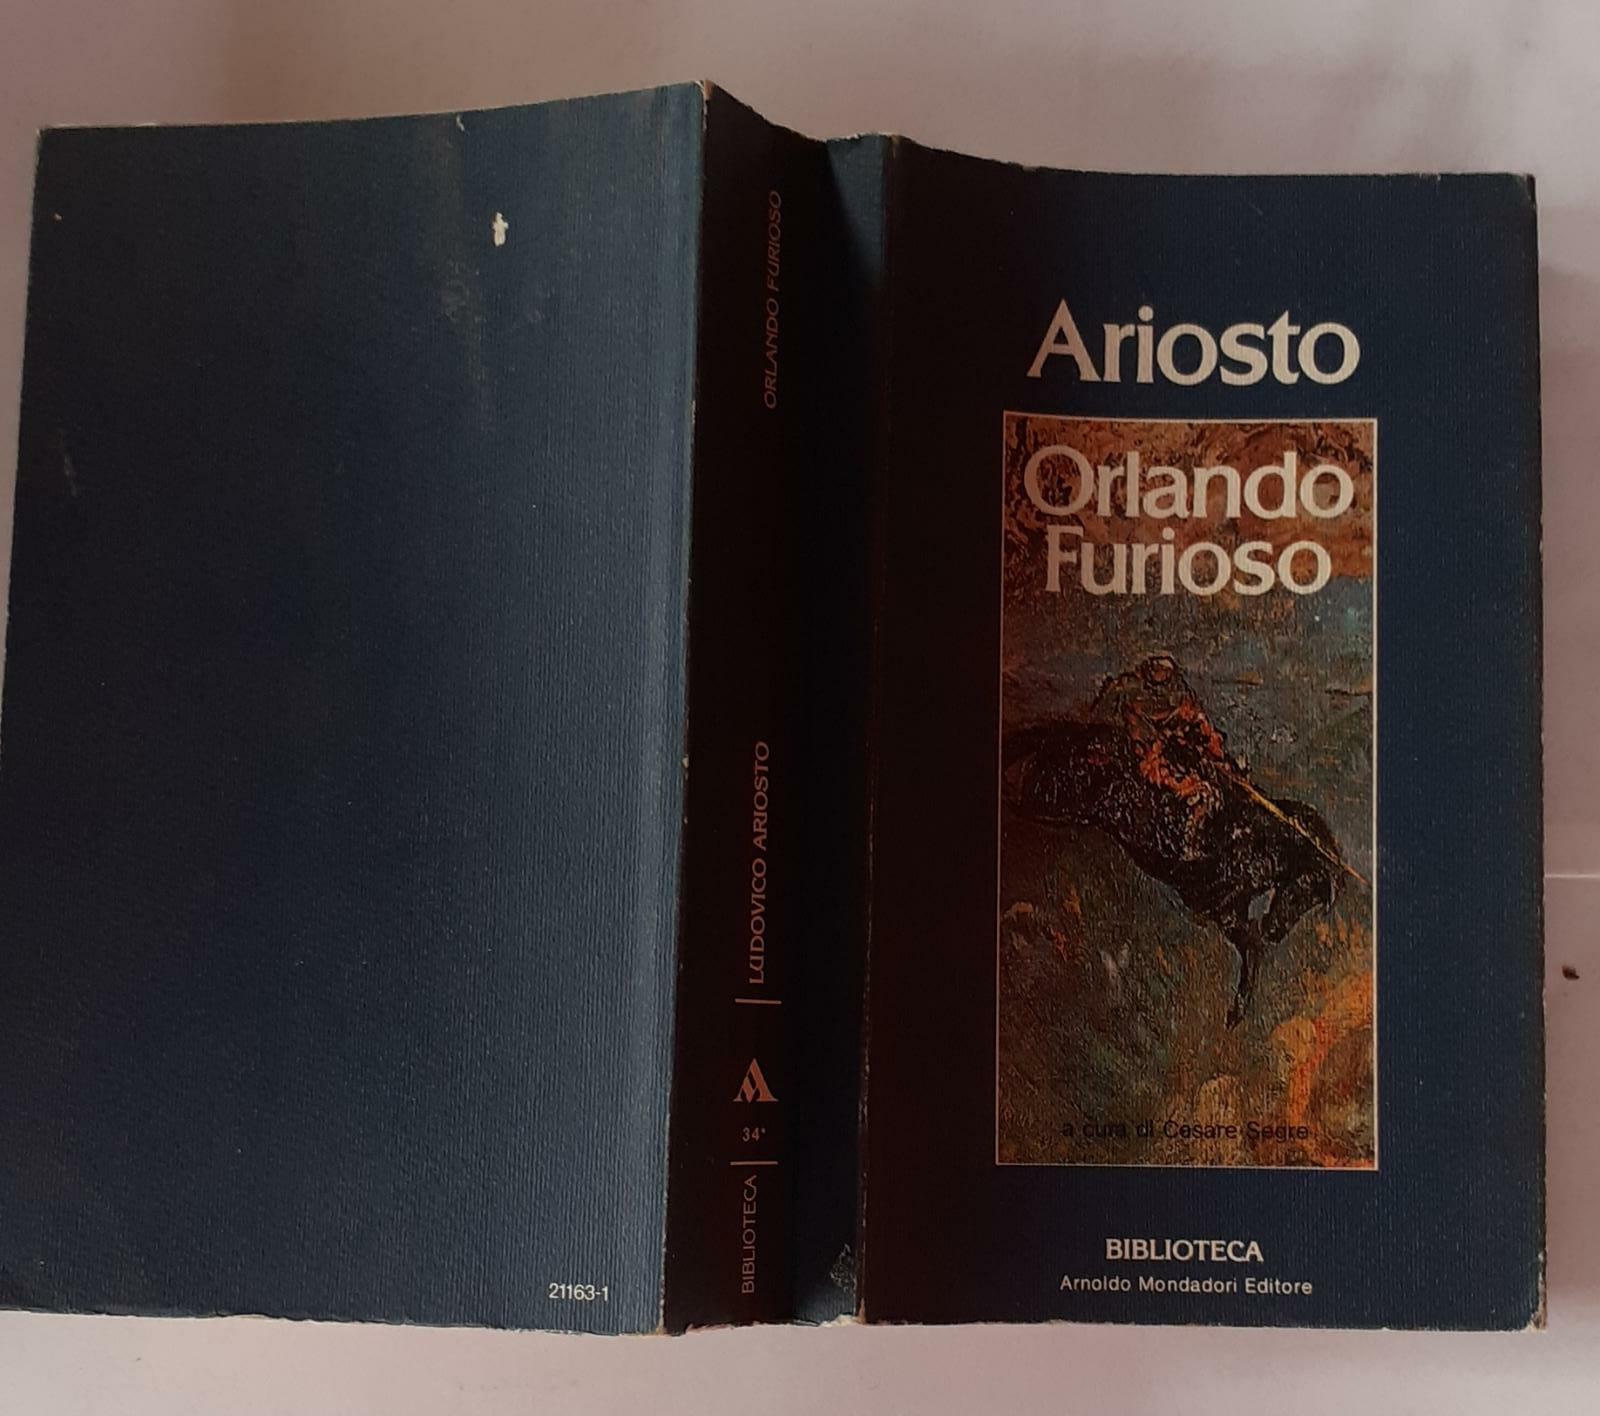 Ariosto
Orlando
Furioso
a cura di Cesare Segre
BIBLIOTECA
Arnoldo Mondadori Editore
BIBLIOTECA
34*
LUDOVICO ARIOSTO
ORLANDO FURIOSO
21163-1